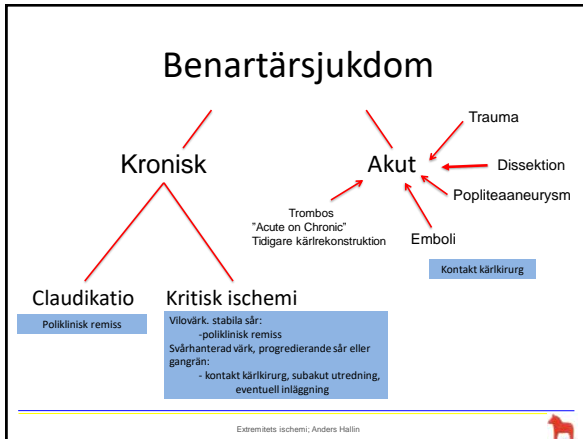 Benartärsjukdom
Kronisk
Claudikatio
Poliklinisk remiss
Kritisk ischemi
Vilovärk. stabila sår:
-poliklinisk remiss
Svårhanterad värk, progredierande sår eller
gangrän:
- kontakt kärlkirurg, subakut utredning,
eventuell inläggning
Akut
Trauma
Dissektion
Popliteaaneurysm
Emboli
Trombos
"Acute on Chronic"
Tidigare kärlrekonstruktion
Kontakt kärlkirurg
Extremitets ischemi; Anders Hallin